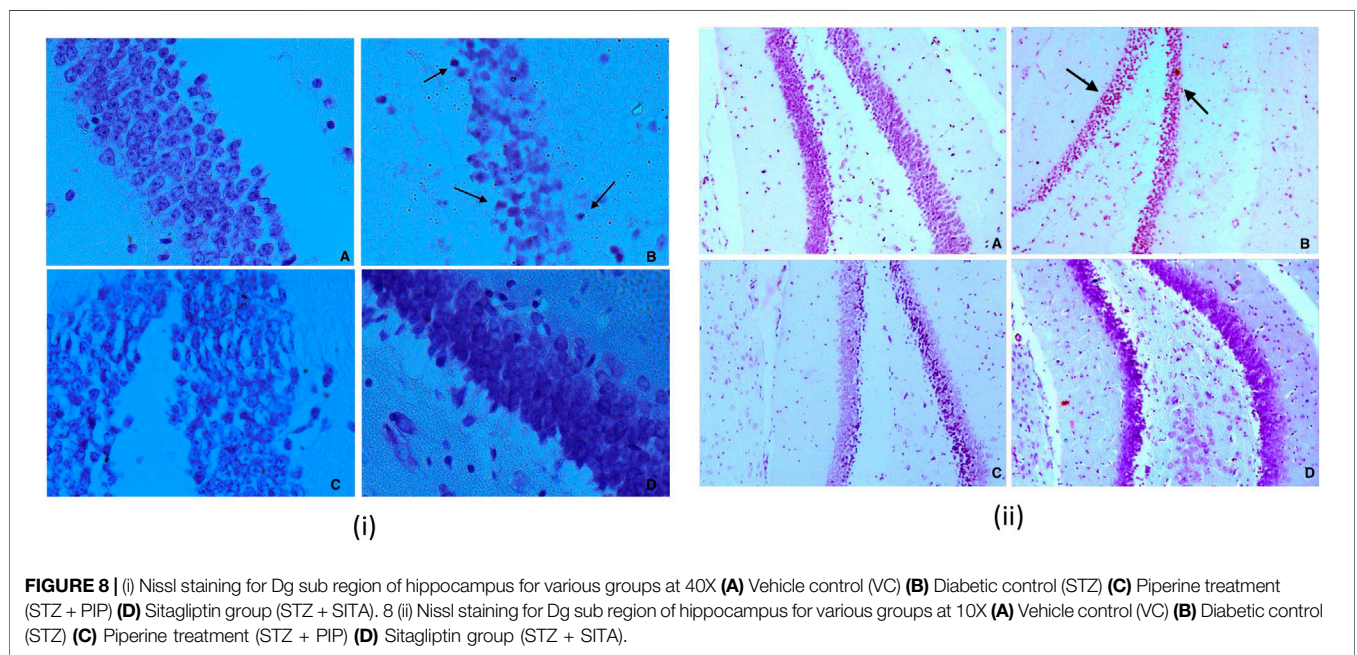 A
B
A
B
C
D
C
D
(i)
(ii)
FIGURE 8 | (i) Nissl staining for Dg sub region of hippocampus for various groups at 40X (A) Vehicle control (VC) (B) Diabetic control (STZ) (C) Piperine treatment
(STZ + PIP) (D) Sitagliptin group (STZ + SITA). 8 (ii) Nissl staining for Dg sub region of hippocampus for various groups at 10X (A) Vehicle control (VC) (B) Diabetic control
(STZ) (C) Piperine treatment (STZ + PIP) (D) Sitagliptin group (STZ + SITA).